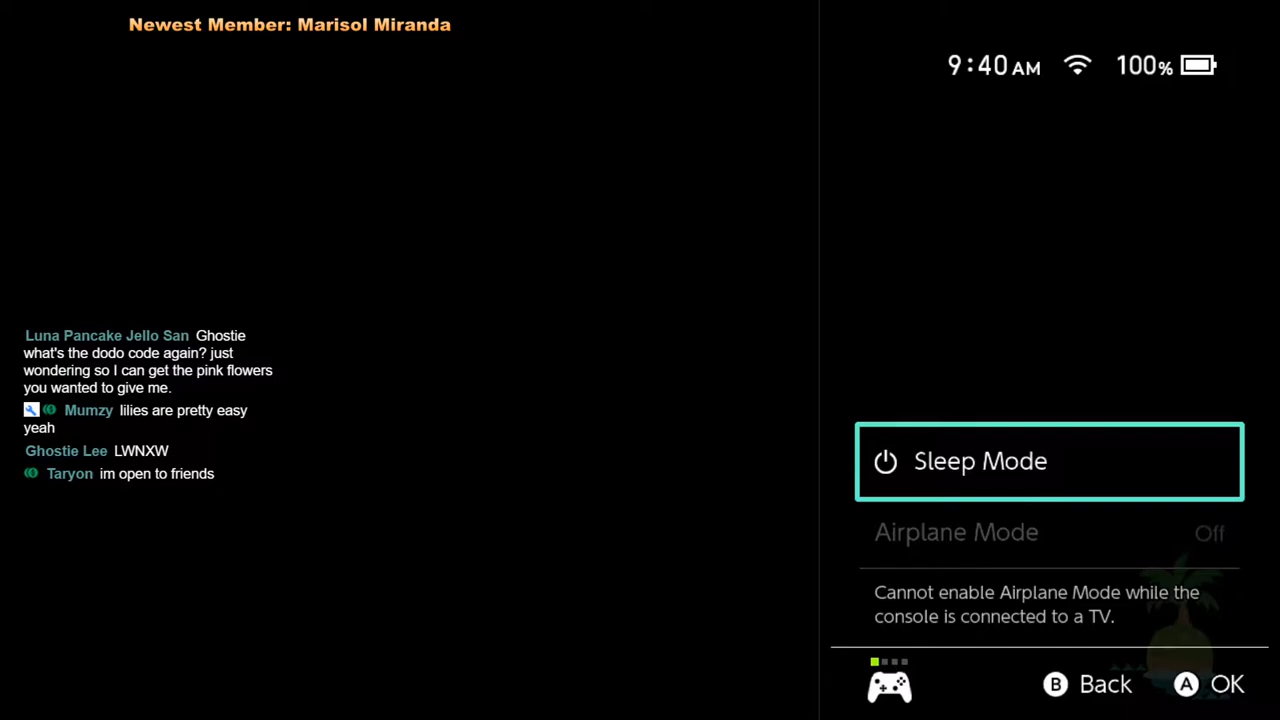 Newest Member: Marisol Miranda
9:40 AM
100%
Luna Pancake Jello San Ghostie
what's the dodo code again? just
wondering so I can get the pink flowers
you wanted to give me.
Mumzy lilies are pretty easy
yeah
Ghostie Lee LWNXW
Taryon im open to friends
Sleep Mode
Airplane Mode Off
Cannot enable Airplane Mode while the
console is connected to a TV.
B Back A OK